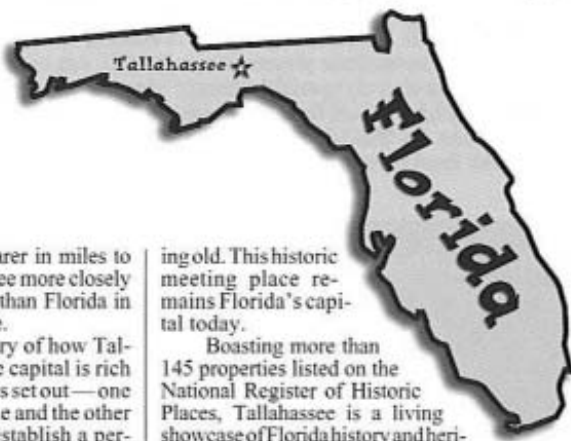 Tallahassee
Florida
arer in miles to
ee more closely
than Florida in
e.
ry of how Tal-
e capital is rich
s set out—one
e and the other
establish a per-
ing old. This historic
meeting place re-
mains Florida's capi-
tal today.
Boasting more than
145 properties listed on the
National Register of Historic
Places, Tallahassee is a living
showcase of Florida history and heri-